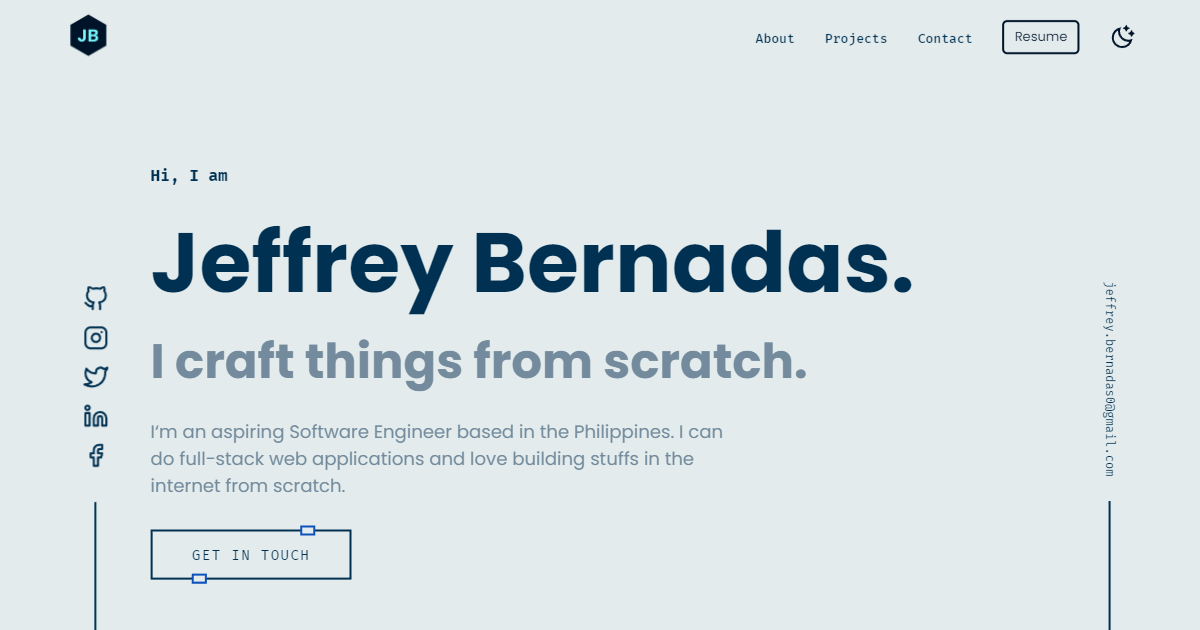 JB
About Projects Contact Resume
Hi, I am
Jeffrey Bernadas.
I craft things from scratch.
I‘m an aspiring Software Engineer based in the Philippines. I can
do full-stack web applications and love building stuffs in the
internet from scratch.
GET IN TOUCH
jeffrey.bernadas0@gmail.com